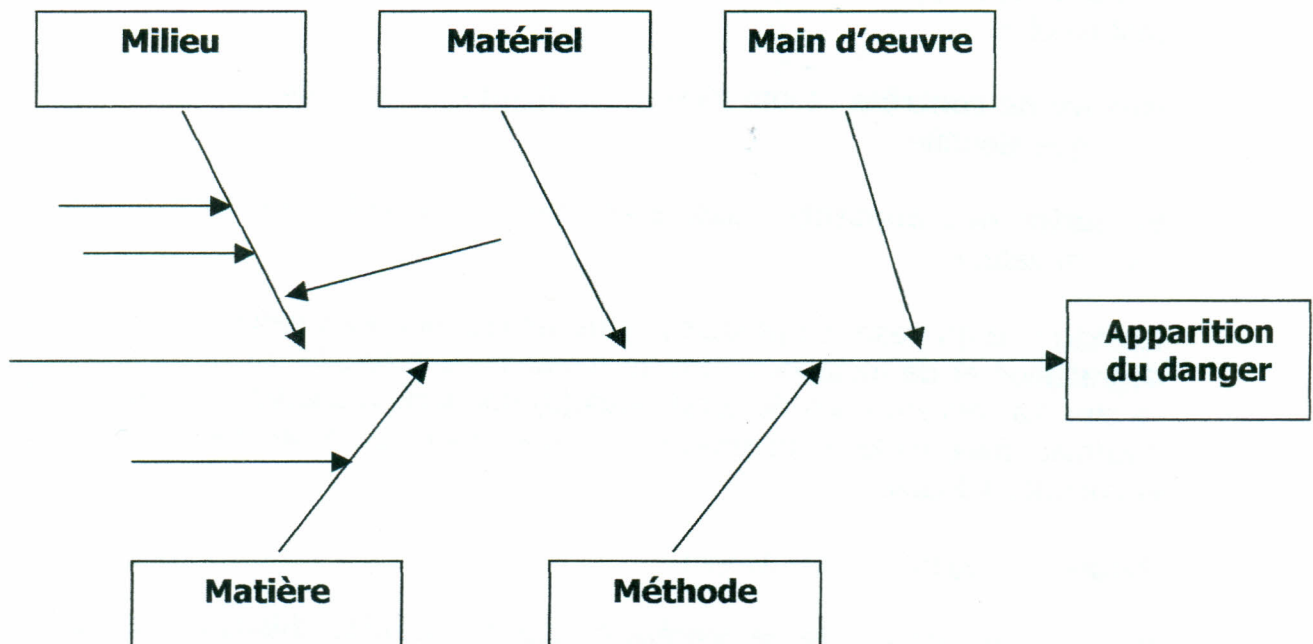 Milieu
Matériel
Main d'œuvre
Apparition
du danger
Matière
Méthode